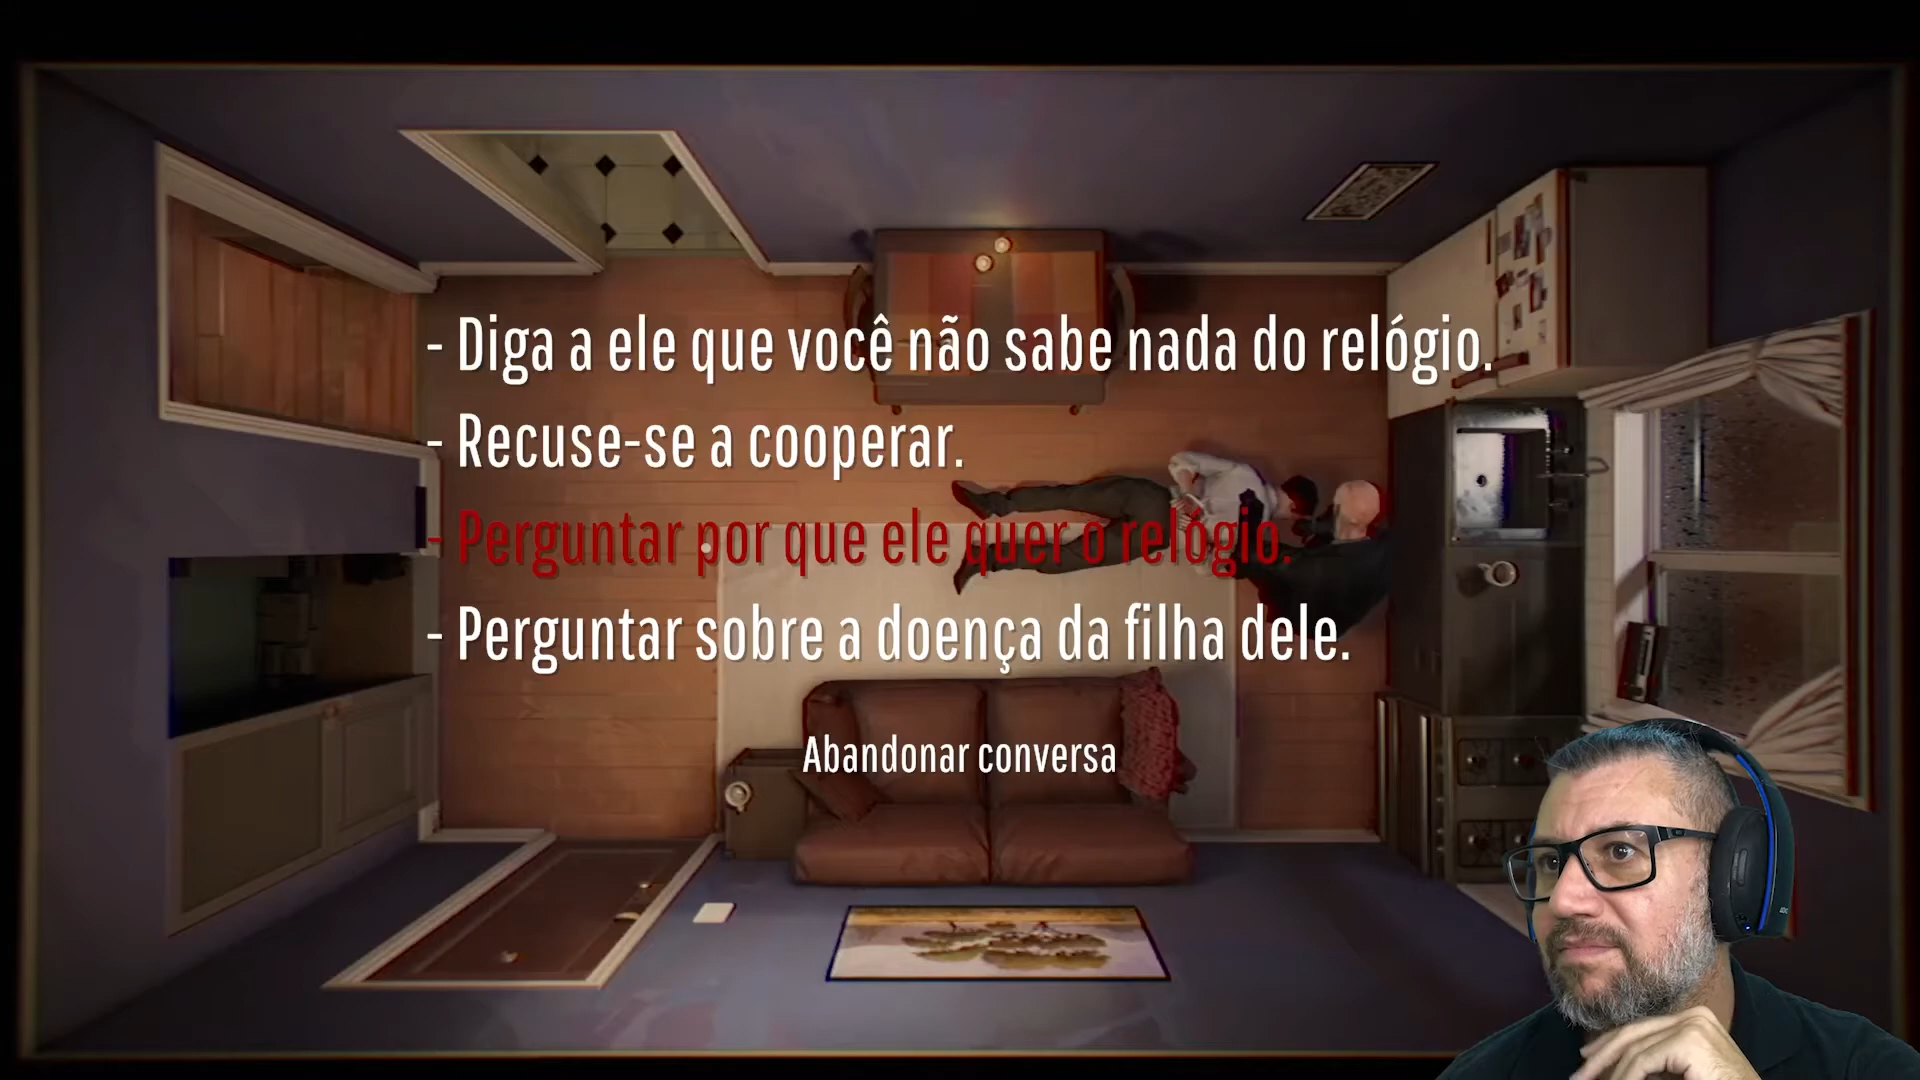 - Diga a ele que você não sabe nada do relógio.
- Recuse-se a cooperar.
- Perguntar por que ele quer o relógio.
- Perguntar sobre a doença da filha dele.
Abandonar conversa